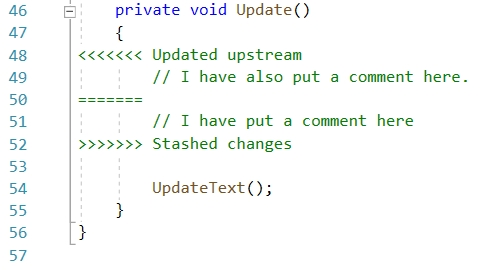 46 private void Update()
47 {
48 <<<<<<< Updated upstream
49 // I have also put a comment here.
50 =======
51 // I have put a comment here
52 >>>>>>> Stashed changes
53
54 UpdateText();
55 }
56 }
57